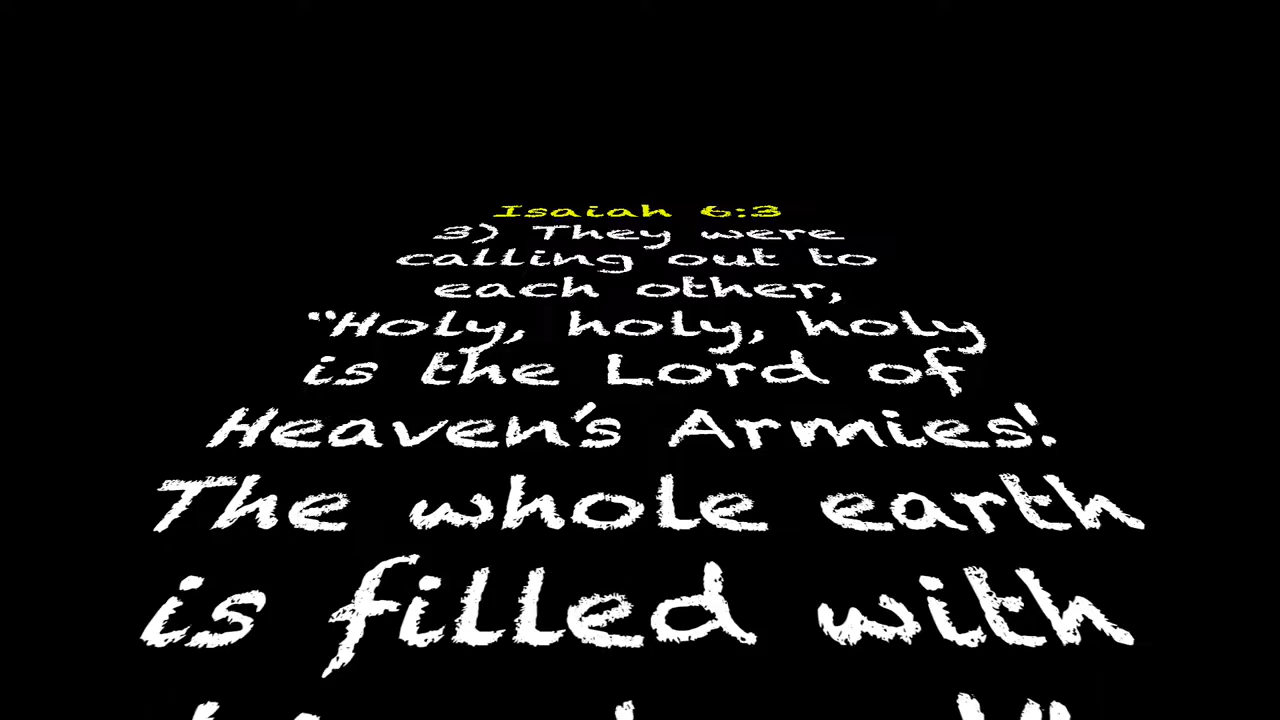 Isaiah 6:3
3) They were
calling out to
each other,
“Holy, holy, holy
is the Lord of
Heaven's Armies!
The whole earth
is filled with